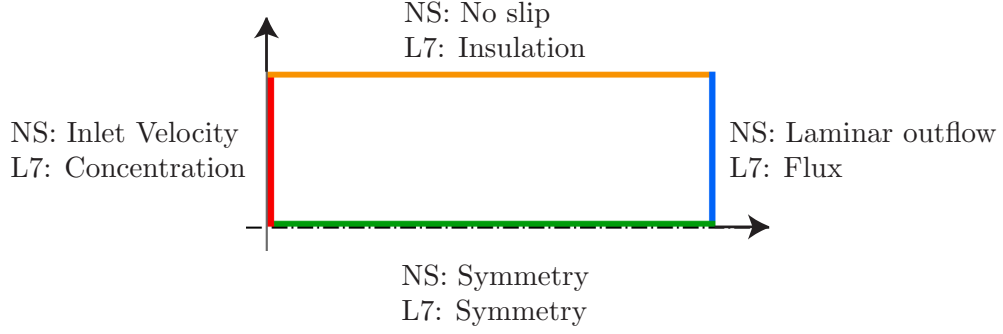 NS: No slip
L7: Insulation
NS: Inlet Velocity
L7: Concentration
NS: Laminar outflow
L7: Flux
NS: Symmetry
L7: Symmetry